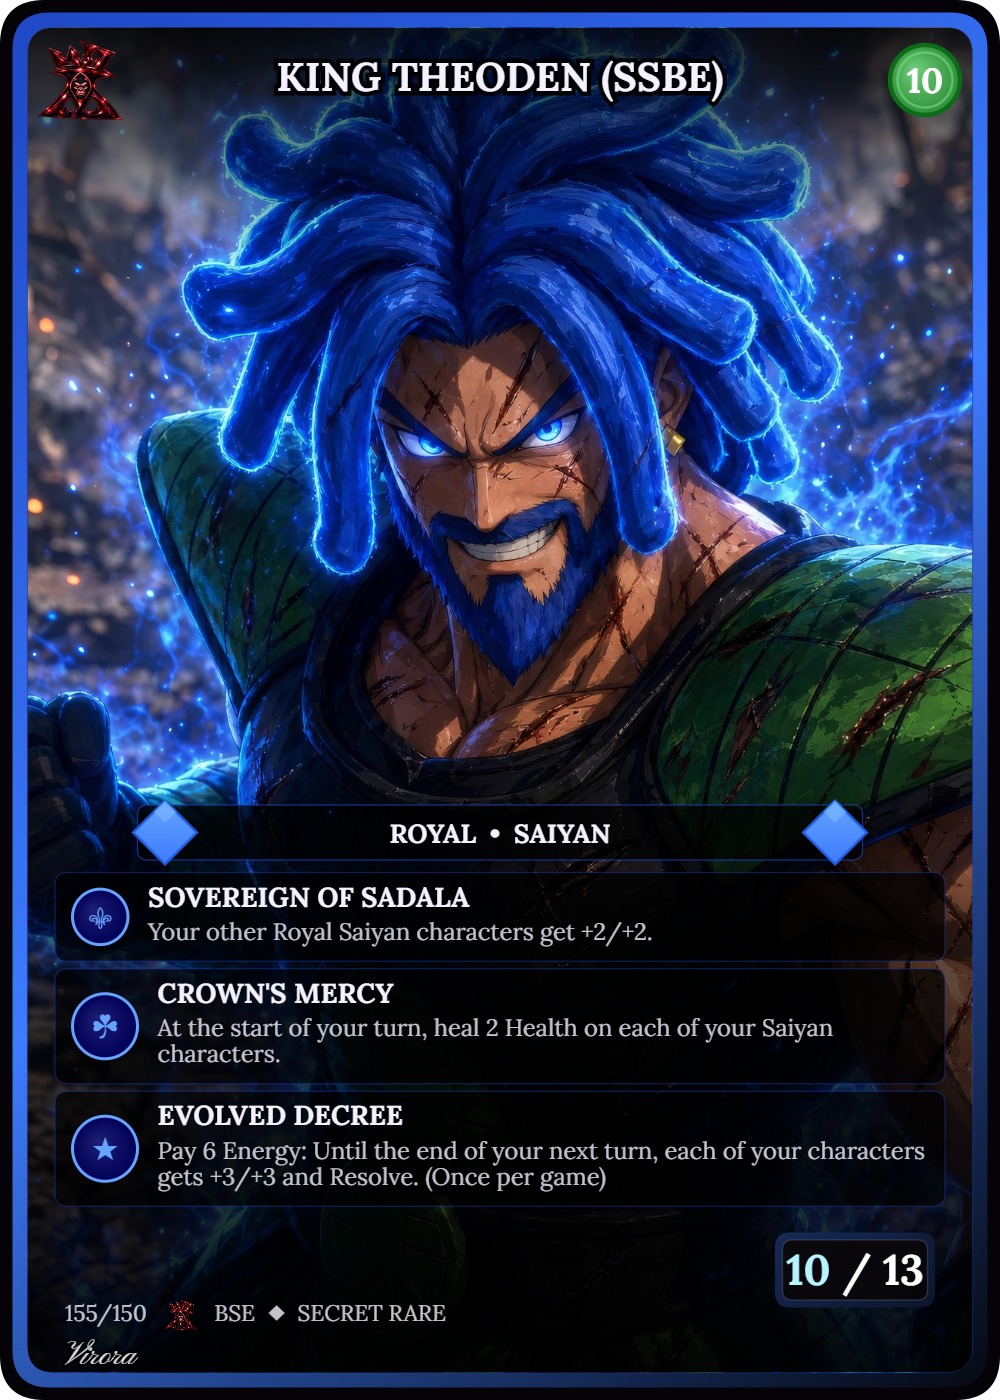 KING THEODEN (SSBE)
10
ROYAL • SAIYAN
SOVEREIGN OF SADALA
Your other Royal Saiyan characters get +2/+2.
CROWN'S MERCY
At the start of your turn, heal 2 Health on each of your Saiyan
characters.
EVOLVED DECREE
Pay 6 Energy: Until the end of your next turn, each of your characters
gets +3/+3 and Resolve. (Once per game)
10 / 13
155/150 BSE ◆ SECRET RARE
Virora